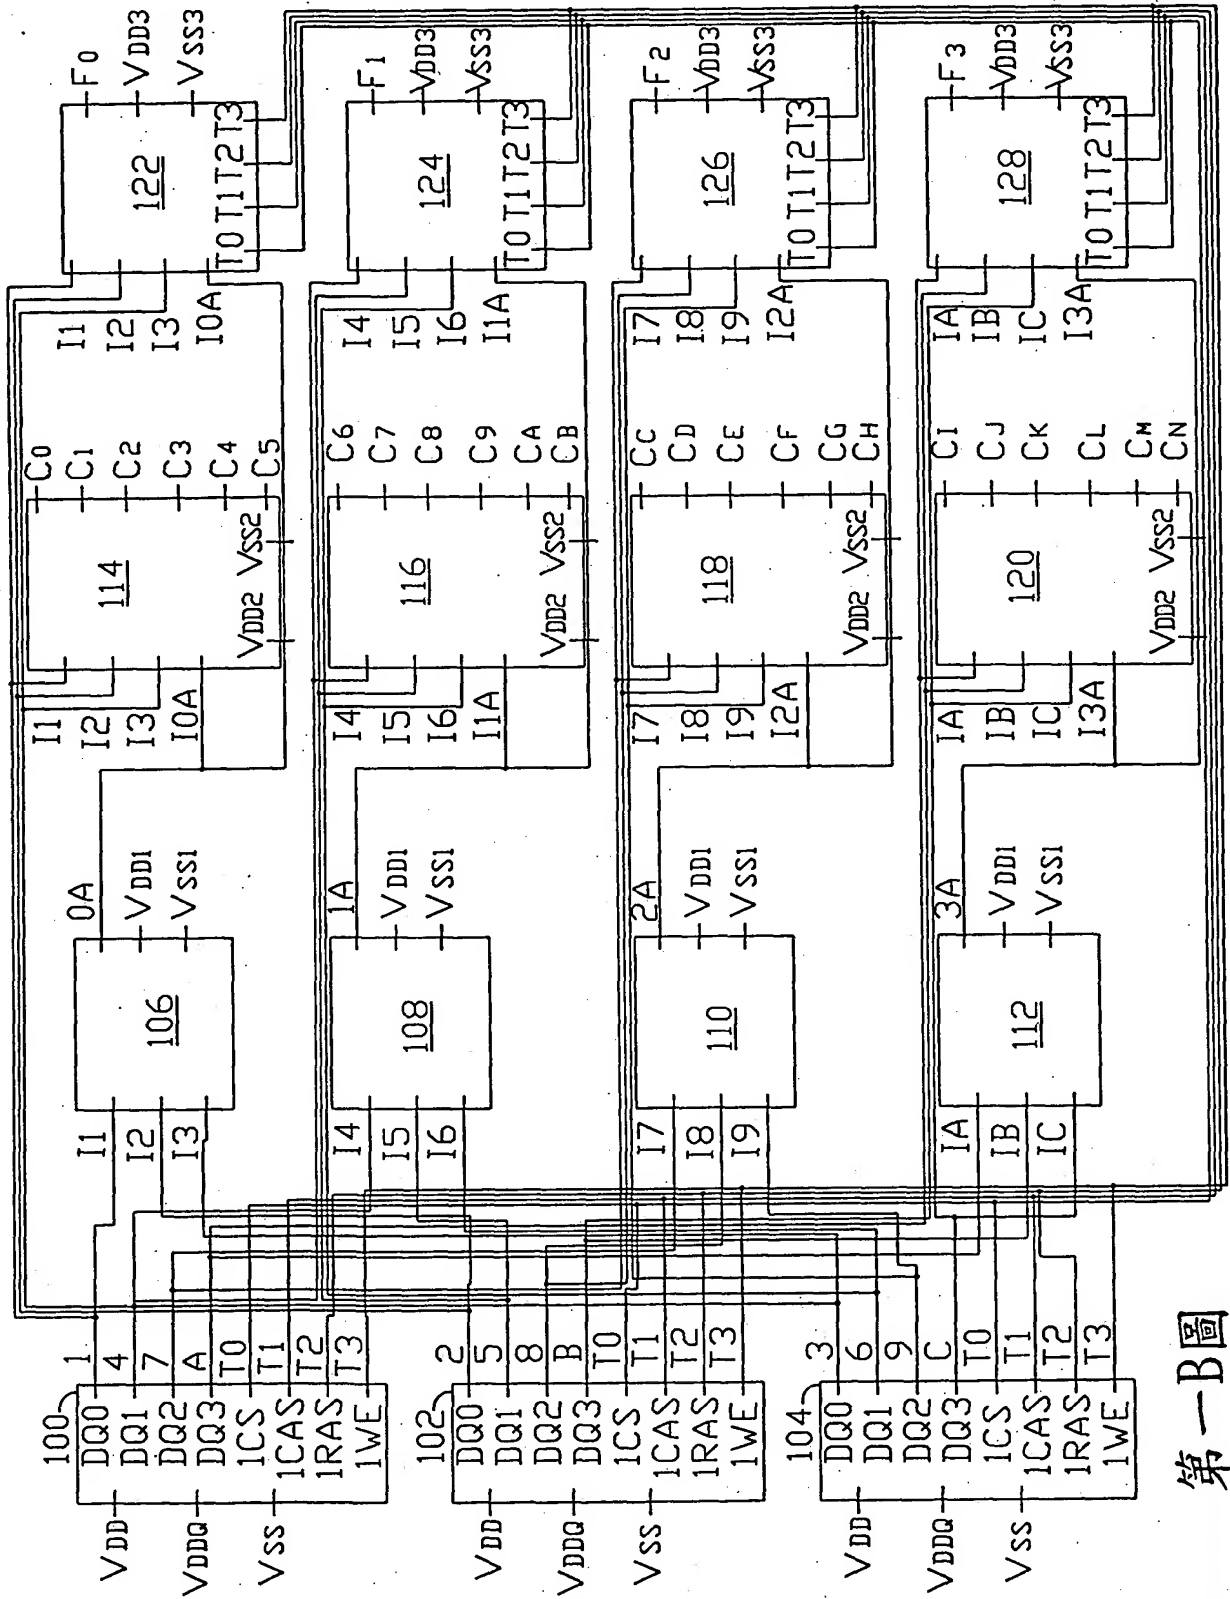 100
DQ0
DQ1
DQ2
DQ3
1CS
1CAS
1RAS
1WE
VDD
VDDQ
VSS
1
4
7
A
T0
T1
T2
T3
102
DQ0
DQ1
DQ2
DQ3
1CS
1CAS
1RAS
1WE
VDD
VDDQ
VSS
2
5
8
B
T0
T1
T2
T3
104
DQ0
DQ1
DQ2
DQ3
1CS
1CAS
1RAS
1WE
VDD
VDDQ
VSS
3
6
9
C
T0
T1
T2
T3
I1
I2
I3
106
0A
VDD1
VSS1
I4
I5
I6
108
1A
VDD1
VSS1
I7
I8
I9
110
2A
VDD1
VSS1
IA
IB
IC
112
3A
VDD1
VSS1
I1
I2
I3
I0A
114
VDD2 VSS2
C0
C1
C2
C3
C4
C5
I4
I5
I6
I1A
116
VDD2 VSS2
C6
C7
C8
C9
CA
CB
I7
I8
I9
I2A
118
VDD2 VSS2
CC
CD
CE
CF
CG
CH
IA
IB
IC
I3A
120
VDD2 VSS2
CI
CJ
CK
CL
CM
CN
I1
I2
I3
I0A
122
T0 T1 T2 T3
F0
VDD3
VSS3
I4
I5
I6
I1A
124
T0 T1 T2 T3
F1
VDD3
VSS3
I7
I8
I9
I2A
126
T0 T1 T2 T3
F2
VDD3
VSS3
IA
IB
IC
I3A
128
T0 T1 T2 T3
F3
VDD3
VSS3
第一B圖